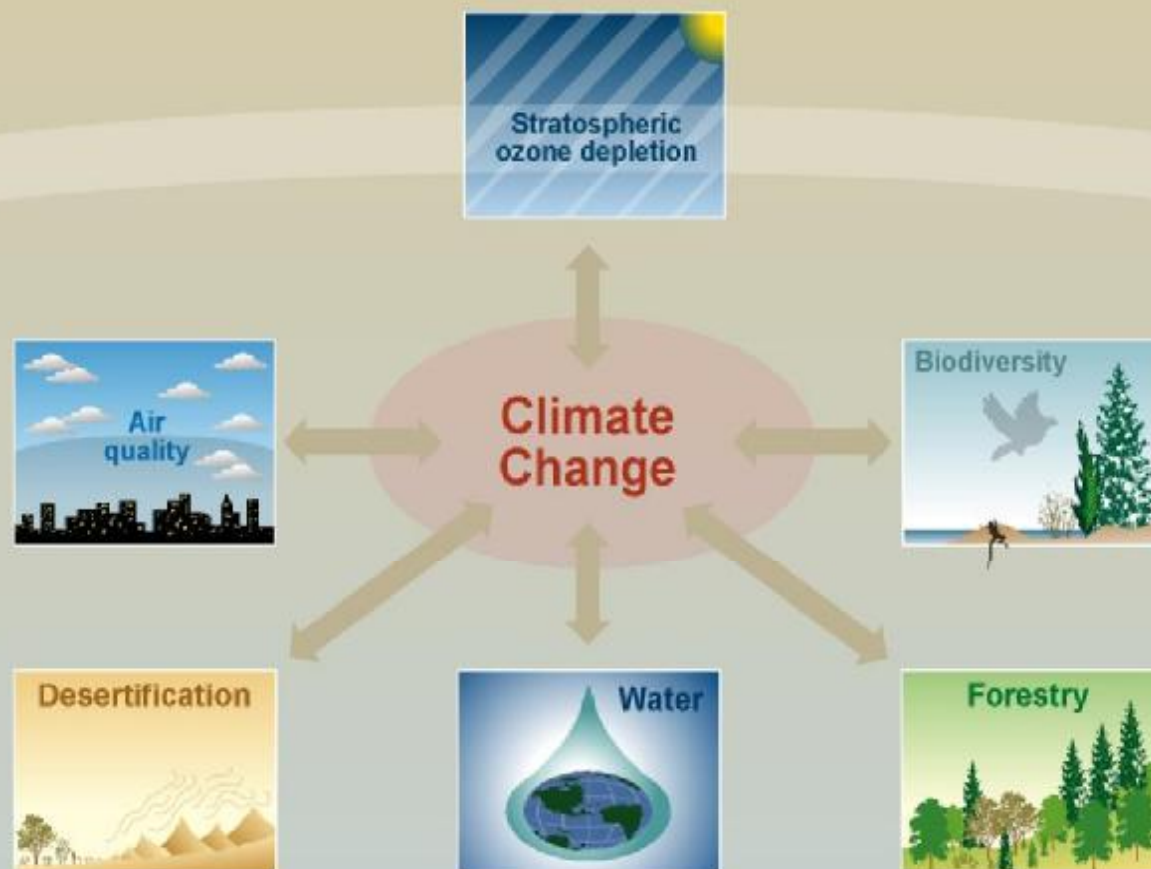 Stratospheric
ozone depletion
Air
quality
Climate
Change
Biodiversity
Desertification
Water
Forestry